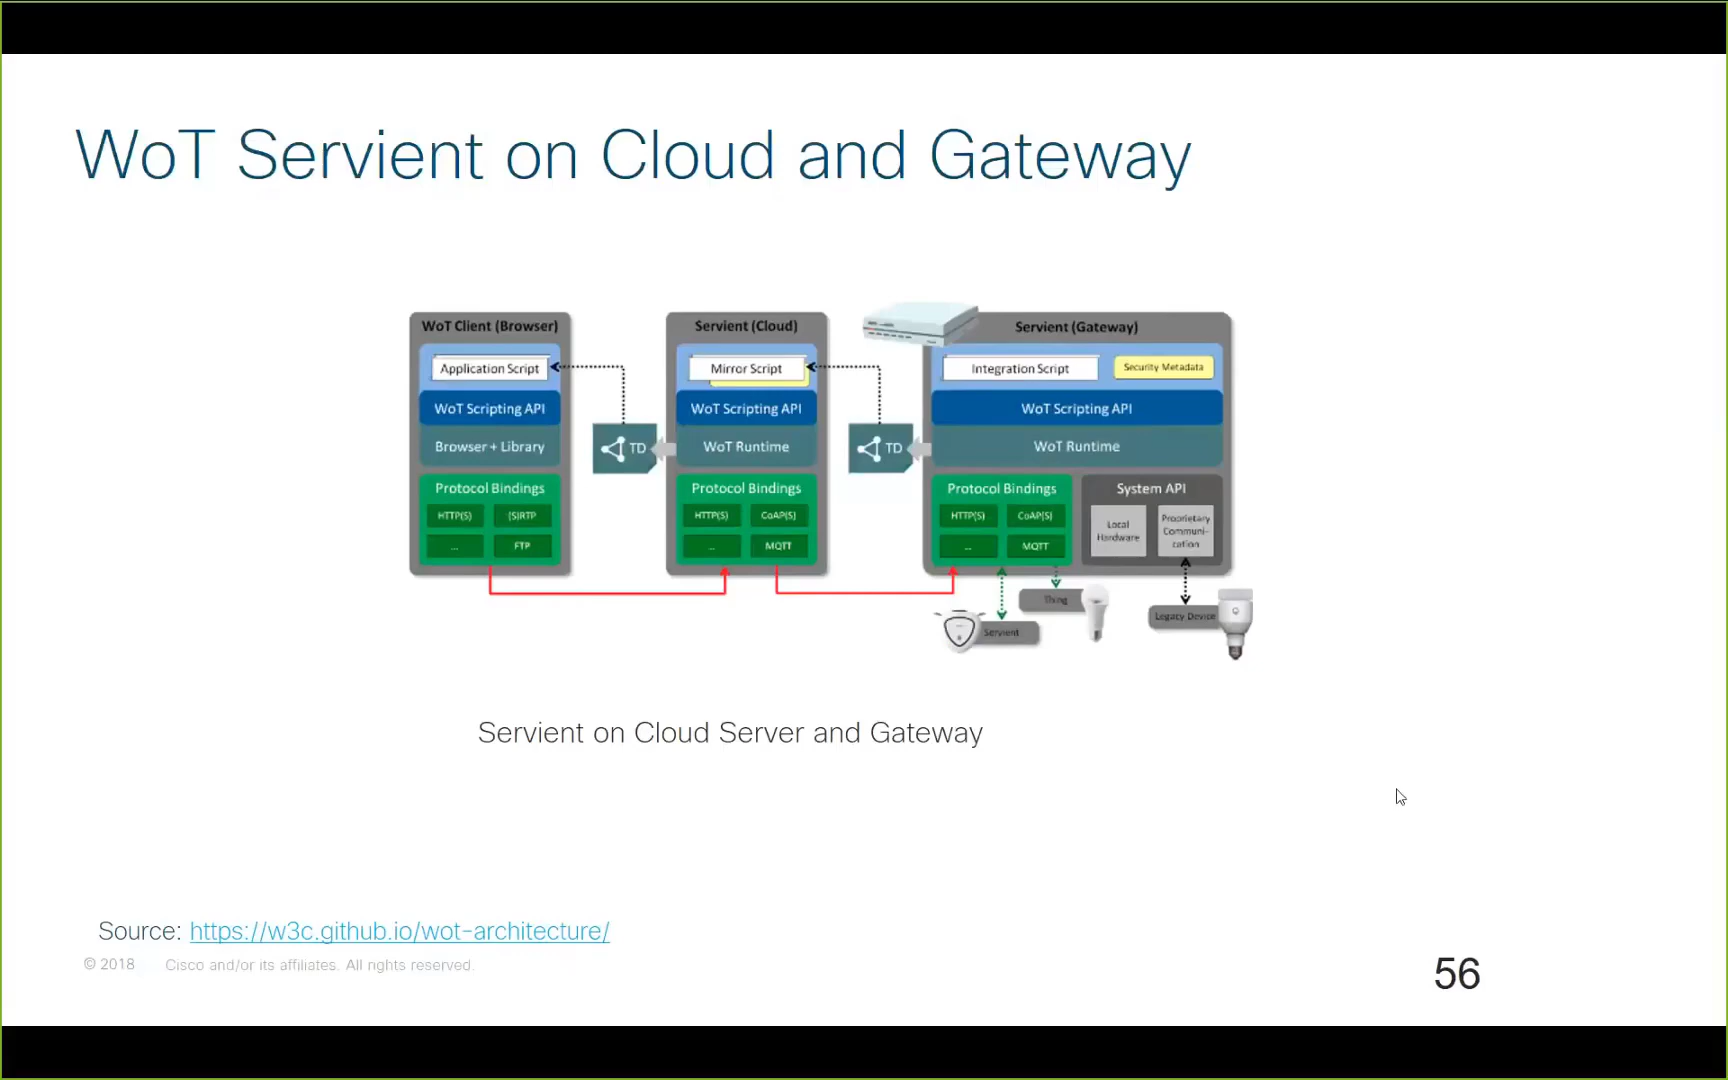 WoT Servient on Cloud and Gateway
WoT Client (Browser)
Application Script
WoT Scripting API
Browser + Library
Protocol Bindings
HTTP(S)
(S)RTP
...
FTP
TD
Servient (Cloud)
Mirror Script
WoT Scripting API
WoT Runtime
Protocol Bindings
HTTP(S)
CoAP(S)
...
MQTT
TD
Servient (Gateway)
Integration Script
Security Metadata
WoT Scripting API
WoT Runtime
Protocol Bindings
HTTP(S)
CoAP(S)
...
MQTT
System API
Local
Hardware
Proprietary
Communi-
cation
Thing
Servient
Legacy Device
Servient on Cloud Server and Gateway
Source: https://w3c.github.io/wot-architecture/
© 2018 Cisco and/or its affiliates. All rights reserved.
56